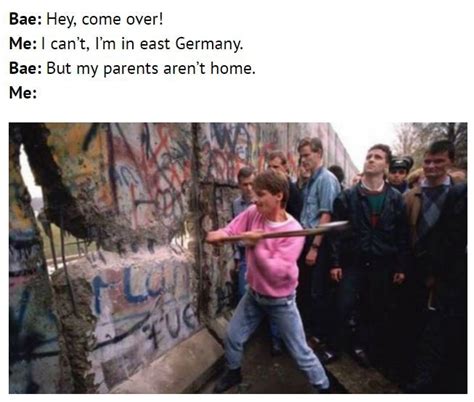 Bae: Hey, come over!
Me: I can't, I'm in east Germany.
Bae: But my parents aren't home.
Me: